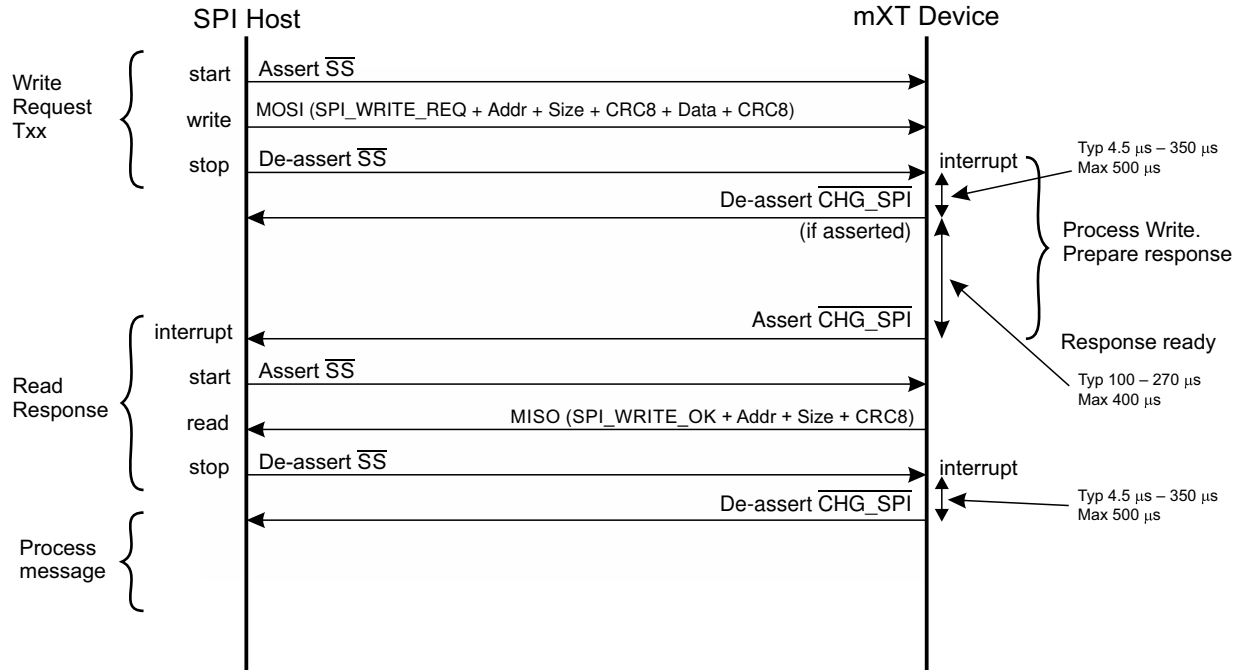 SPI Host
mXT Device
Write
Request
Txx
start
Assert SS
write
MOSI (SPI_WRITE_REQ + Addr + Size + CRC8 + Data + CRC8)
stop
De-assert SS
interrupt
Typ 4.5 μs – 350 μs
Max 500 μs
De-assert CHG_SPI
(if asserted)
Process Write.
Prepare response
interrupt
Assert CHG_SPI
Response ready
Read
Response
start
Assert SS
Typ 100 – 270 μs
Max 400 μs
read
MISO (SPI_WRITE_OK + Addr + Size + CRC8)
stop
De-assert SS
interrupt
Typ 4.5 μs – 350 μs
Max 500 μs
De-assert CHG_SPI
Process
message